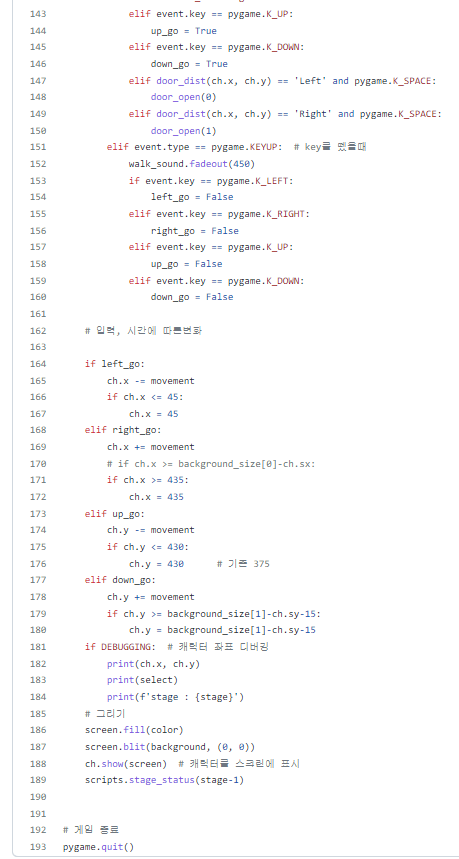 143 elif event.key == pygame.K_UP:
144 up_go = True
145 elif event.key == pygame.K_DOWN:
146 down_go = True
147 elif door_dist(ch.x, ch.y) == 'Left' and pygame.K_SPACE:
148 door_open(0)
149 elif door_dist(ch.x, ch.y) == 'Right' and pygame.K_SPACE:
150 door_open(1)
151 elif event.type == pygame.KEYUP:  # key를 뗐을때
152 walk_sound.fadeout(450)
153 if event.key == pygame.K_LEFT:
154 left_go = False
155 elif event.key == pygame.K_RIGHT:
156 right_go = False
157 elif event.key == pygame.K_UP:
158 up_go = False
159 elif event.key == pygame.K_DOWN:
160 down_go = False
161
162 # 입력, 시간에 따른변화
163
164 if left_go:
165 ch.x -= movement
166 if ch.x <= 45:
167 ch.x = 45
168 elif right_go:
169 ch.x += movement
170 # if ch.x >= background_size[0]-ch.sx:
171 if ch.x >= 435:
172 ch.x = 435
173 elif up_go:
174 ch.y -= movement
175 if ch.y <= 430:
176 ch.y = 430      # 기존 375
177 elif down_go:
178 ch.y += movement
179 if ch.y >= background_size[1]-ch.sy-15:
180 ch.y = background_size[1]-ch.sy-15
181 if DEBUGGING:  # 캐릭터 좌표 디버깅
182 print(ch.x, ch.y)
183 print(select)
184 print(f'stage : {stage}')
185 # 그리기
186 screen.fill(color)
187 screen.blit(background, (0, 0))
188 ch.show(screen)  # 캐릭터를 스크린에 표시
189 scripts.stage_status(stage-1)
190
191
192 # 게임 종료
193 pygame.quit()